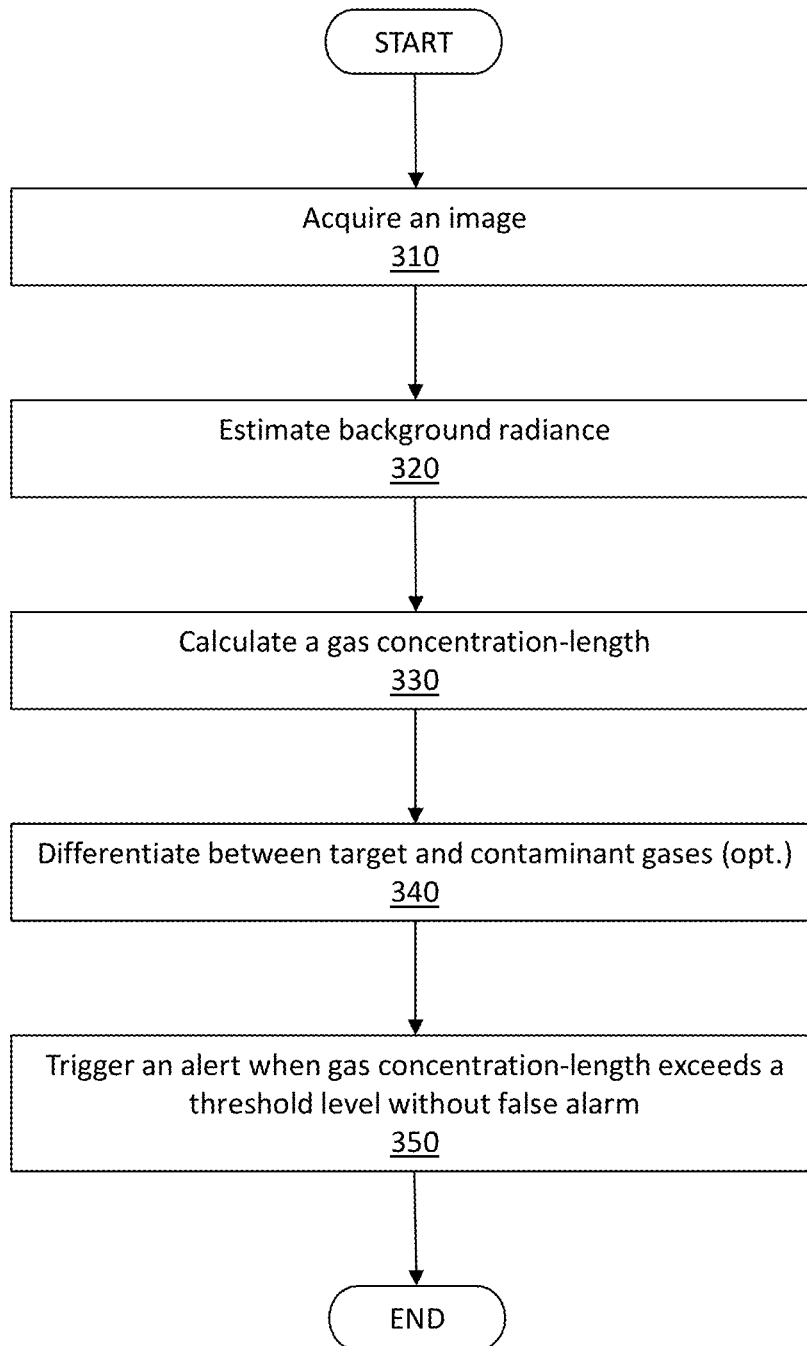 START
Acquire an image
310
Estimate background radiance
320
Calculate a gas concentration-length
330
Differentiate between target and contaminant gases (opt.)
340
Trigger an alert when gas concentration-length exceeds a
threshold level without false alarm
350
END